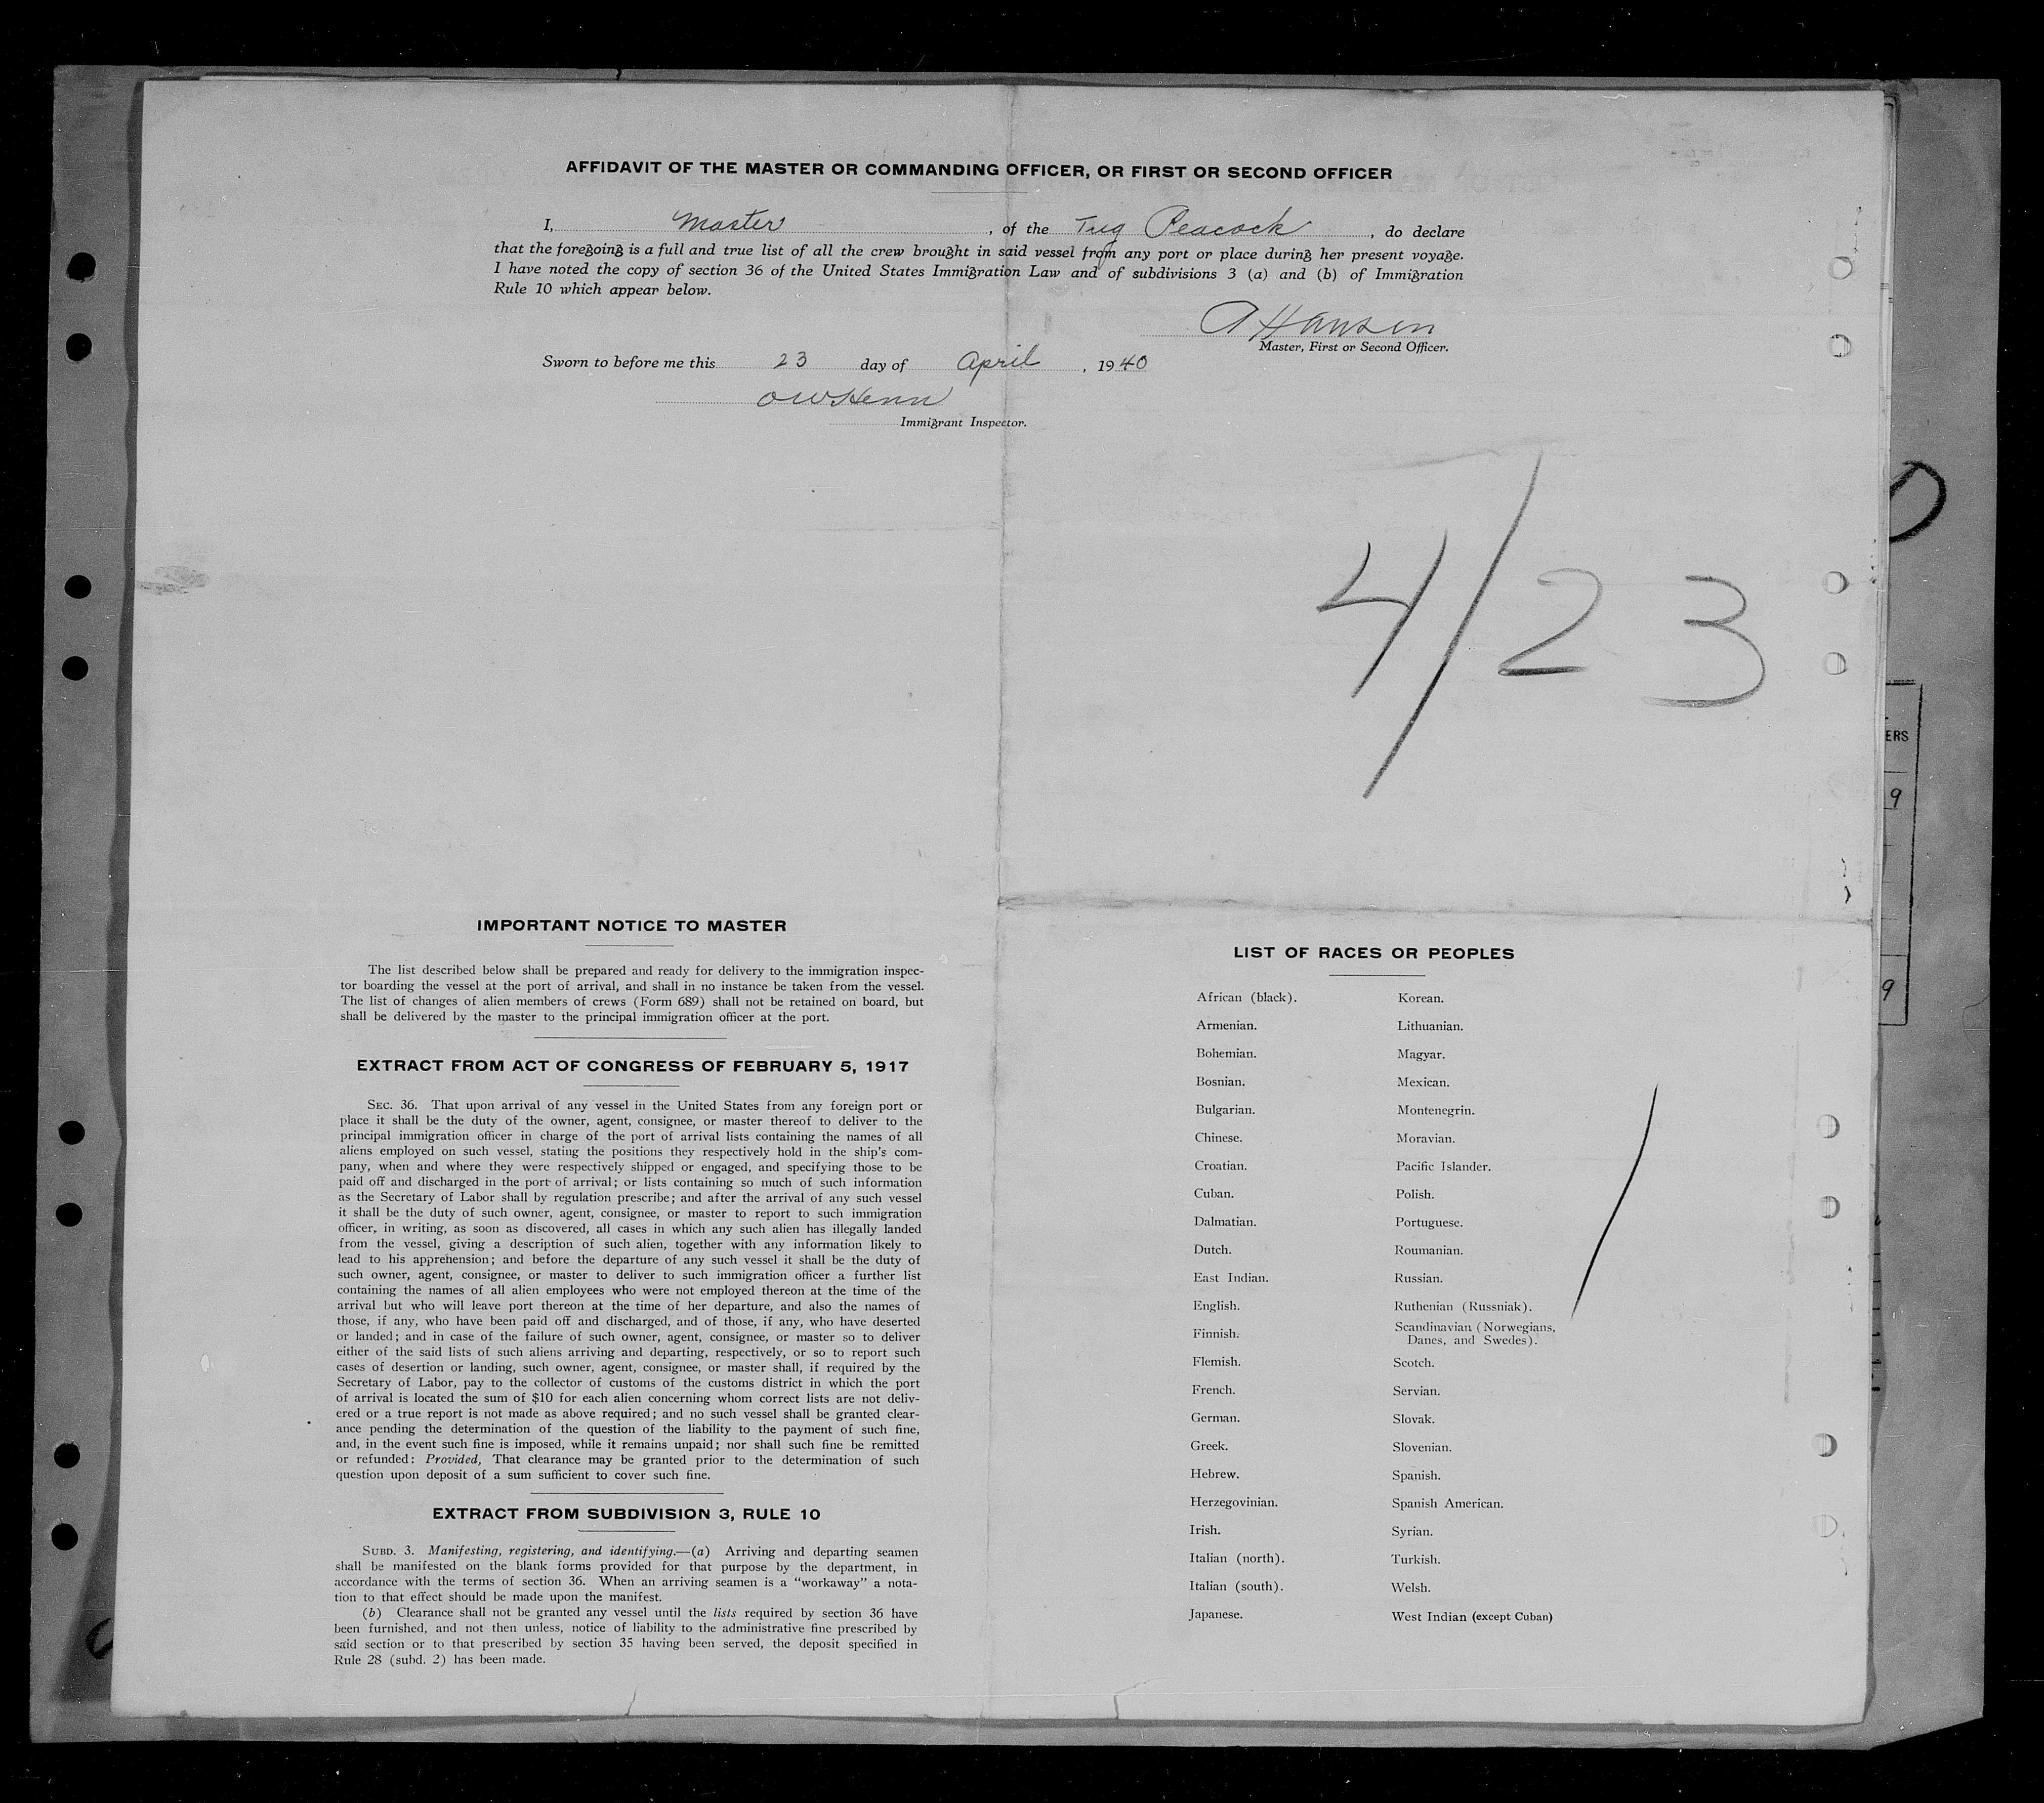 AFFIDAVIT OF THE MASTER OR COMMANDING OFFICER, OR FIRST OR SECOND OFFICER
I, Master, of the Tug Peacock, do declare
that the foregoing is a full and true list of all the crew brought in said vessel from any port or place during her present voyage.
I have noted the copy of section 36 of the United States Immigration Law and of subdivisions 3 (a) and (b) of Immigration
Rule 10 which appear below.
A Hansen
Master, First or Second Officer.
Sworn to before me this 23 day of April, 1940
O W Henn
Immigrant Inspector.
4/23
ERS
9
9
IMPORTANT NOTICE TO MASTER
The list described below shall be prepared and ready for delivery to the immigration inspec-
tor boarding the vessel at the port of arrival, and shall in no instance be taken from the vessel.
The list of changes of alien members of crews (Form 689) shall not be retained on board, but
shall be delivered by the master to the principal immigration officer at the port.
EXTRACT FROM ACT OF CONGRESS OF FEBRUARY 5, 1917
SEC. 36. That upon arrival of any vessel in the United States from any foreign port or
place it shall be the duty of the owner, agent, consignee, or master thereof to deliver to the
principal immigration officer in charge of the port of arrival lists containing the names of all
aliens employed on such vessel, stating the positions they respectively hold in the ship's com-
pany, when and where they were respectively shipped or engaged, and specifying those to be
paid off and discharged in the port of arrival; or lists containing so much of such information
as the Secretary of Labor shall by regulation prescribe; and after the arrival of any such vessel
it shall be the duty of such owner, agent, consignee, or master to report to such immigration
officer, in writing, as soon as discovered, all cases in which any such alien has illegally landed
from the vessel, giving a description of such alien, together with any information likely to
lead to his apprehension; and before the departure of any such vessel it shall be the duty of
such owner, agent, consignee, or master to deliver to such immigration officer a further list
containing the names of all alien employees who were not employed thereon at the time of the
arrival but who will leave port thereon at the time of her departure, and also the names of
those, if any, who have been paid off and discharged, and of those, if any, who have deserted
or landed; and in case of the failure of such owner, agent, consignee, or master so to deliver
either of the said lists of such aliens arriving and departing, respectively, or so to report such
cases of desertion or landing, such owner, agent, consignee, or master shall, if required by the
Secretary of Labor, pay to the collector of customs of the customs district in which the port
of arrival is located the sum of $10 for each alien concerning whom correct lists are not deliv-
ered or a true report is not made as above required; and no such vessel shall be granted clear-
ance pending the determination of the question of the liability to the payment of such fine,
and, in the event such fine is imposed, while it remains unpaid; nor shall such fine be remitted
or refunded: Provided, That clearance may be granted prior to the determination of such
question upon deposit of a sum sufficient to cover such fine.
EXTRACT FROM SUBDIVISION 3, RULE 10
SUBD. 3. Manifesting, registering, and identifying.—(a) Arriving and departing seamen
shall be manifested on the blank forms provided for that purpose by the department, in
accordance with the terms of section 36. When an arriving seamen is a "workaway" a nota-
tion to that effect should be made upon the manifest.
(b) Clearance shall not be granted any vessel until the lists required by section 36 have
been furnished, and not then unless, notice of liability to the administrative fine prescribed by
said section or to that prescribed by section 35 having been served, the deposit specified in
Rule 28 (subd. 2) has been made.
LIST OF RACES OR PEOPLES
African (black).
Armenian.
Bohemian.
Bosnian.
Bulgarian.
Chinese.
Croatian.
Cuban.
Dalmatian.
Dutch.
East Indian.
English.
Finnish.
Flemish.
French.
German.
Greek.
Hebrew.
Herzegovinian.
Irish.
Italian (north).
Italian (south).
Japanese.
Korean.
Lithuanian.
Magyar.
Mexican.
Montenegrin.
Moravian.
Pacific Islander.
Polish.
Portuguese.
Roumanian.
Russian.
Ruthenian (Russniak).
Scandinavian (Norwegians,
Danes, and Swedes).
Scotch.
Servian.
Slovak.
Slovenian.
Spanish.
Spanish American.
Syrian.
Turkish.
Welsh.
West Indian (except Cuban)